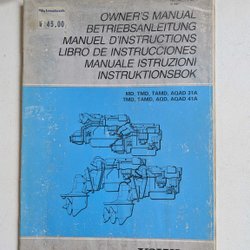 $ 45.00
OWNER'S MANUAL
BETRIEBSANLEITUNG
MANUEL D'INSTRUCTIONS
LIBRO DE INSTRUCCIONES
MANUALE ISTRUZIONI
INSTRUKTIONSBOK
MD, TMD, TAMD, AQAD 31A
TMD, TAMD, AQD, AQAD 41A